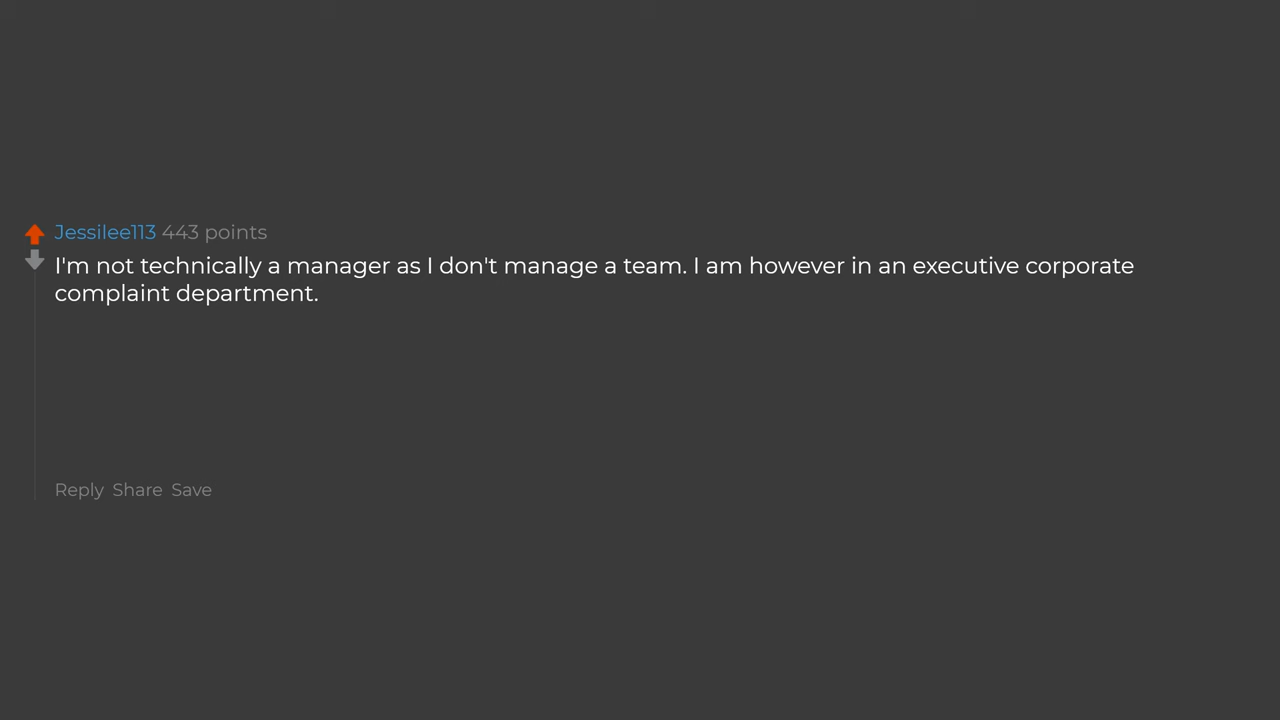 Jessilee113 443 points
I'm not technically a manager as I don't manage a team. I am however in an executive corporate
complaint department.
Reply Share Save